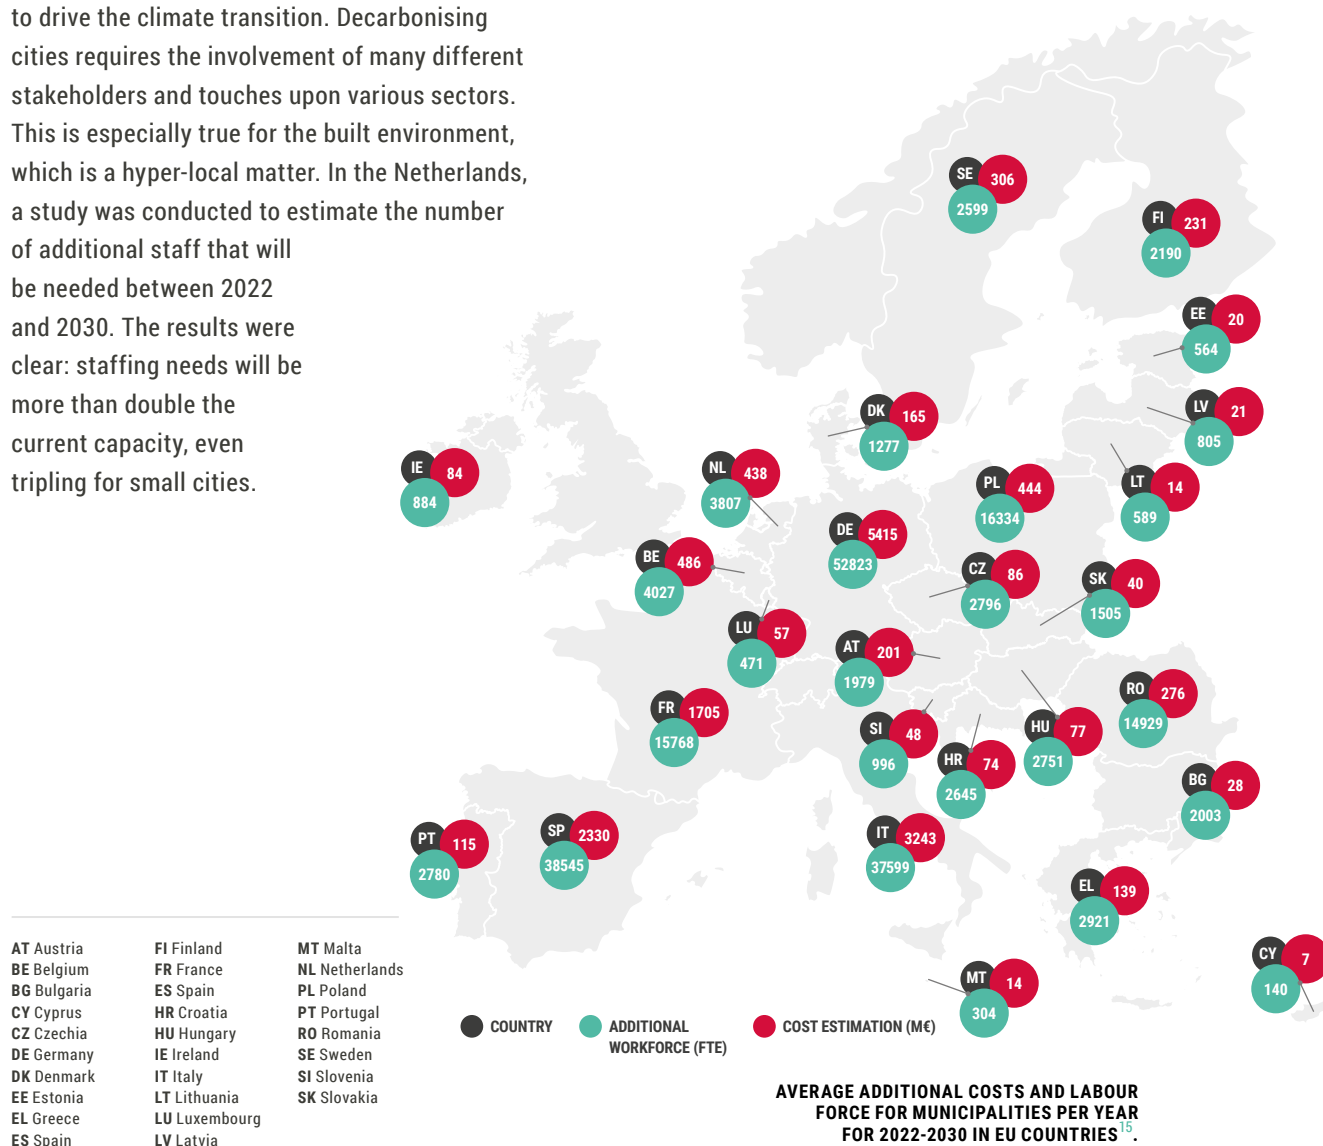 to drive the climate transition. Decarbonising
cities requires the involvement of many different
stakeholders and touches upon various sectors.
This is especially true for the built environment,
which is a hyper-local matter. In the Netherlands,
a study was conducted to estimate the number
of additional staff that will
be needed between 2022
and 2030. The results were
clear: staffing needs will be
more than double the
current capacity, even
tripling for small cities.
SE 306
2599
FI 231
2190
EE 20
564
LV 21
805
DK 165
1277
IE 84
884
NL 438
3807
PL 444
16334
LT 14
589
DE 5415
52823
BE 486
4027
CZ 86
2796
SK 40
1505
LU 57
471
AT 201
1979
RO 276
14929
FR 1705
15768
SI 48
996
HR 74
2645
HU 77
2751
BG 28
2003
PT 115
2780
SP 2330
38545
IT 3243
37599
EL 139
2921
CY 7
140
MT 14
304
AT Austria
BE Belgium
BG Bulgaria
CY Cyprus
CZ Czechia
DE Germany
DK Denmark
EE Estonia
EL Greece
ES Spain
FI Finland
FR France
ES Spain
HR Croatia
HU Hungary
IE Ireland
IT Italy
LT Lithuania
LU Luxembourg
LV Latvia
MT Malta
NL Netherlands
PL Poland
PT Portugal
RO Romania
SE Sweden
SI Slovenia
SK Slovakia
COUNTRY
ADDITIONAL
WORKFORCE (FTE)
COST ESTIMATION (M€)
AVERAGE ADDITIONAL COSTS AND LABOUR
FORCE FOR MUNICIPALITIES PER YEAR
FOR 2022-2030 IN EU COUNTRIES15.